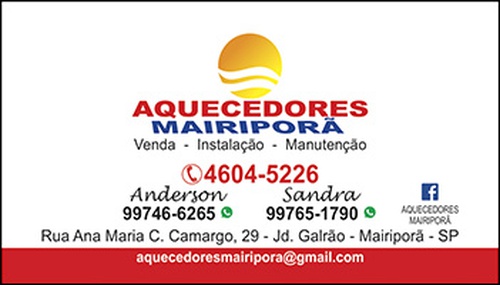 AQUECEDORES
MAIRIPORÃ
Venda - Instalação - Manutenção
4604-5226
Anderson Sandra
99746-6265 99765-1790
AQUECEDORES
MAIRIPORÃ
Rua Ana Maria C. Camargo, 29 - Jd. Galrão - Mairiporã - SP
aquecedoresmairipora@gmail.com